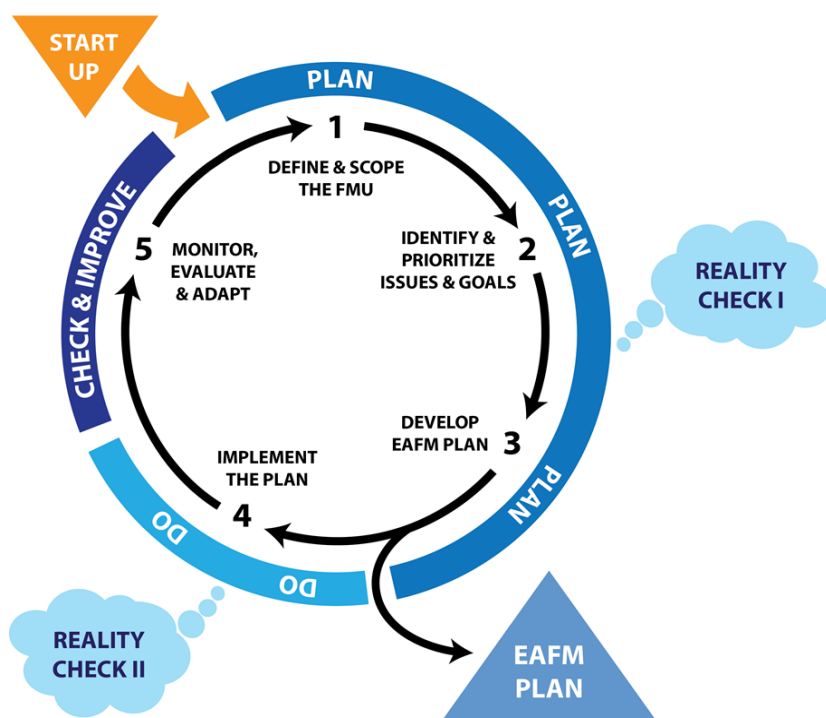 START
UP
PLAN
1
DEFINE & SCOPE
THE FMU
PLAN
2
IDENTIFY &
PRIORITIZE
ISSUES & GOALS
REALITY
CHECK I
3
DEVELOP
EAFM PLAN
PLAN
EAFM
PLAN
4
IMPLEMENT
THE PLAN
DO
DO
REALITY
CHECK II
5
MONITOR,
EVALUATE
& ADAPT
CHECK & IMPROVE